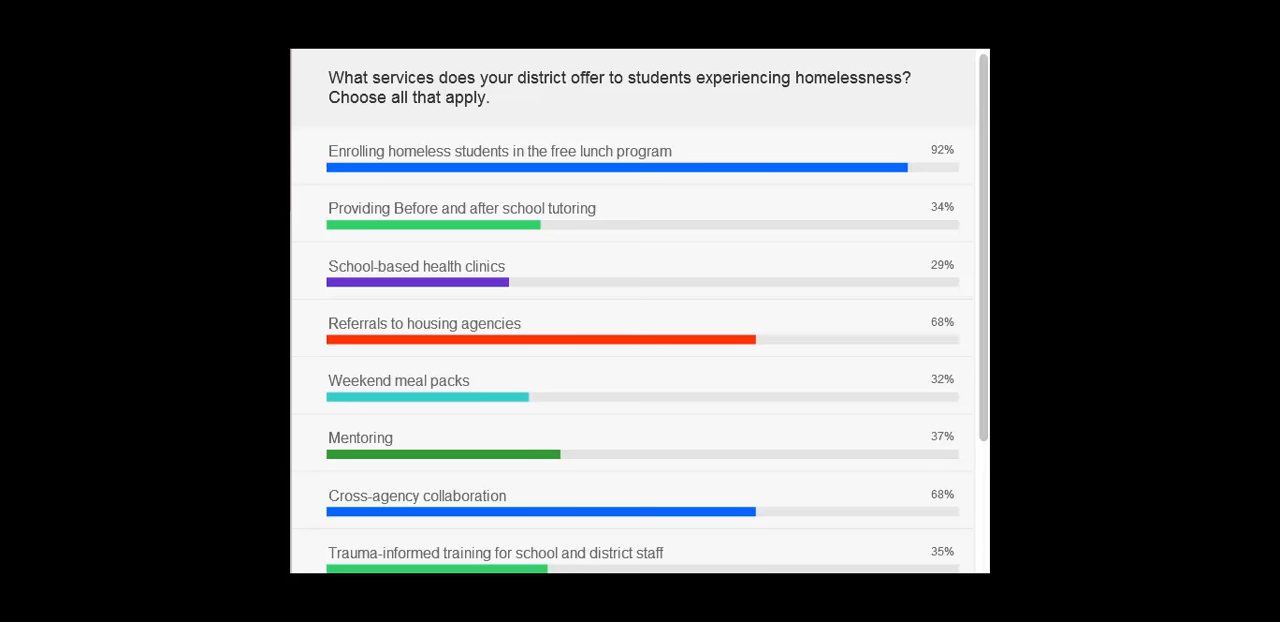 What services does your district offer to students experiencing homelessness?
Choose all that apply.
Enrolling homeless students in the free lunch program 92%
Providing Before and after school tutoring 34%
School-based health clinics 29%
Referrals to housing agencies 68%
Weekend meal packs 32%
Mentoring 37%
Cross-agency collaboration 68%
Trauma-informed training for school and district staff 35%